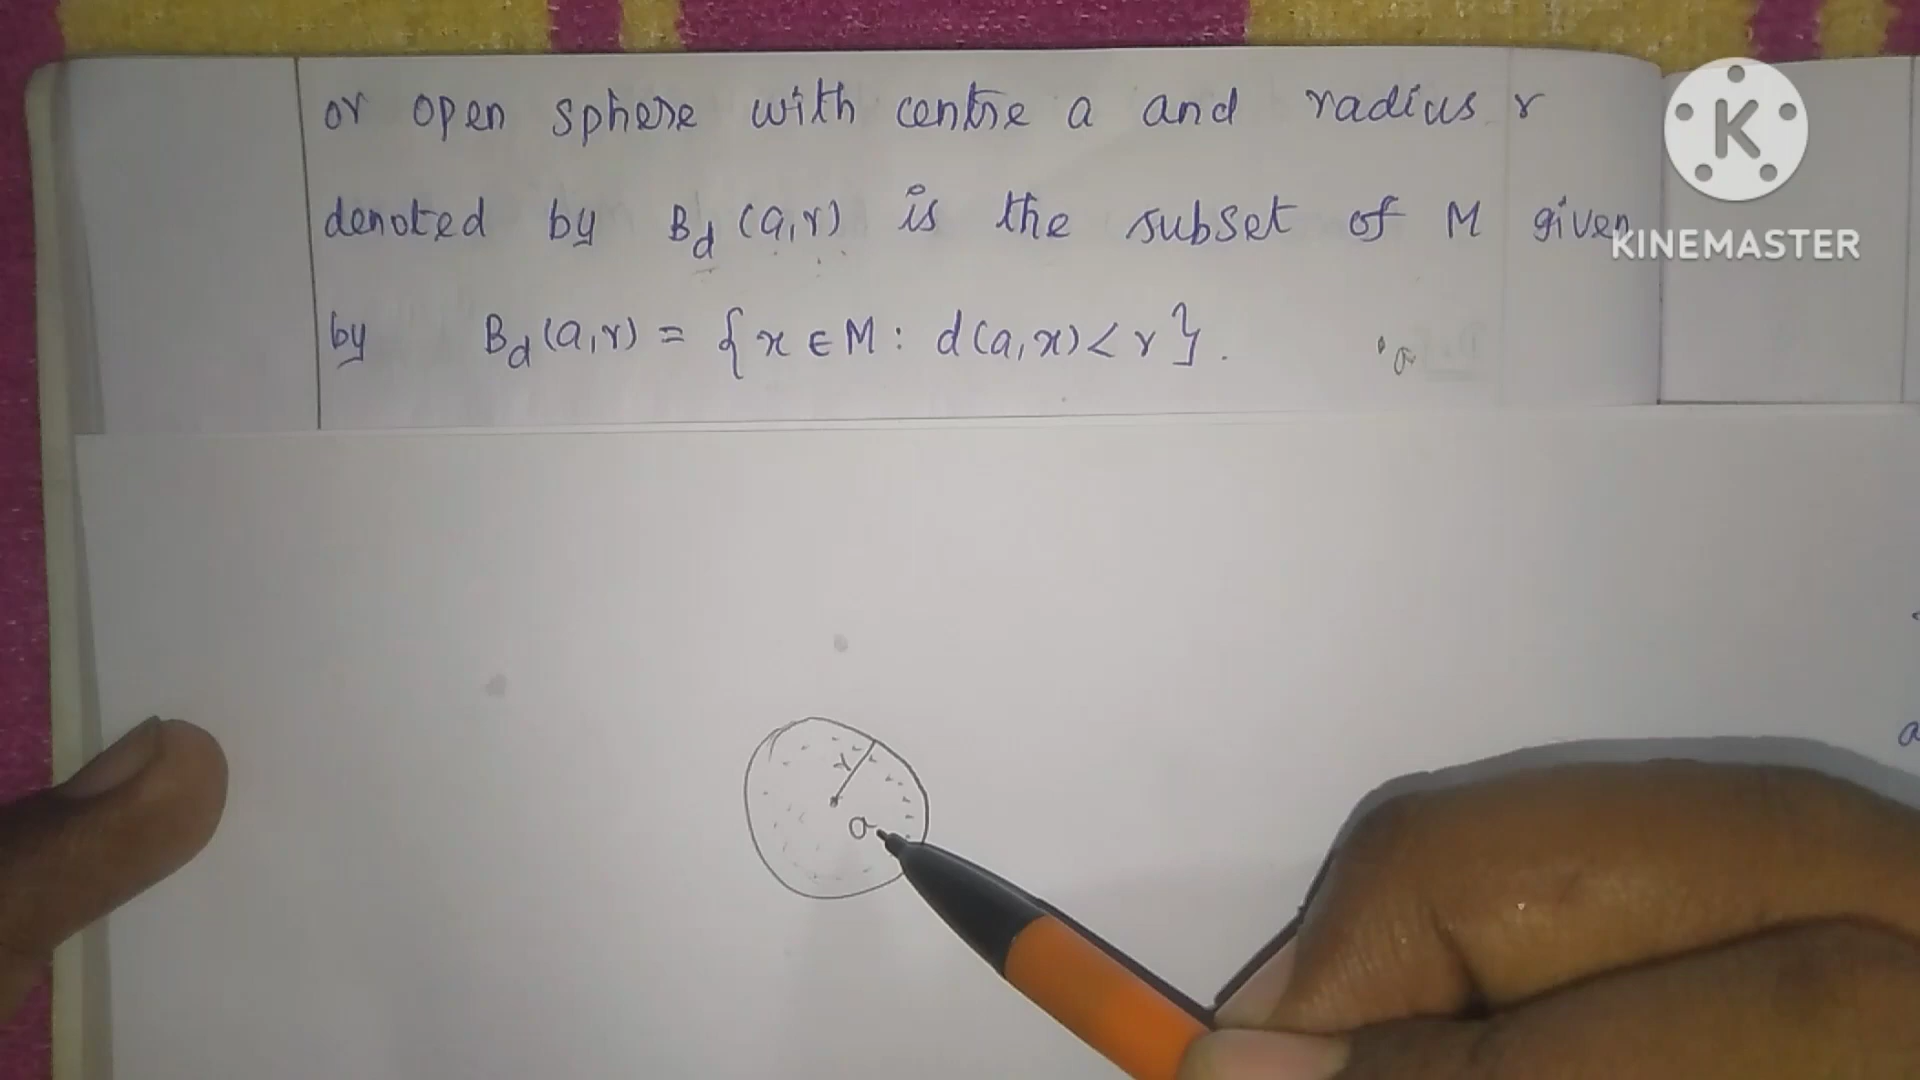 or open sphere with centre a and radius r
denoted by B_d (a,r) is the subset of M given
by B_d (a,r) = { x ∈ M : d(a,x) < r }.
a
K
KINEMASTER
r
a
a